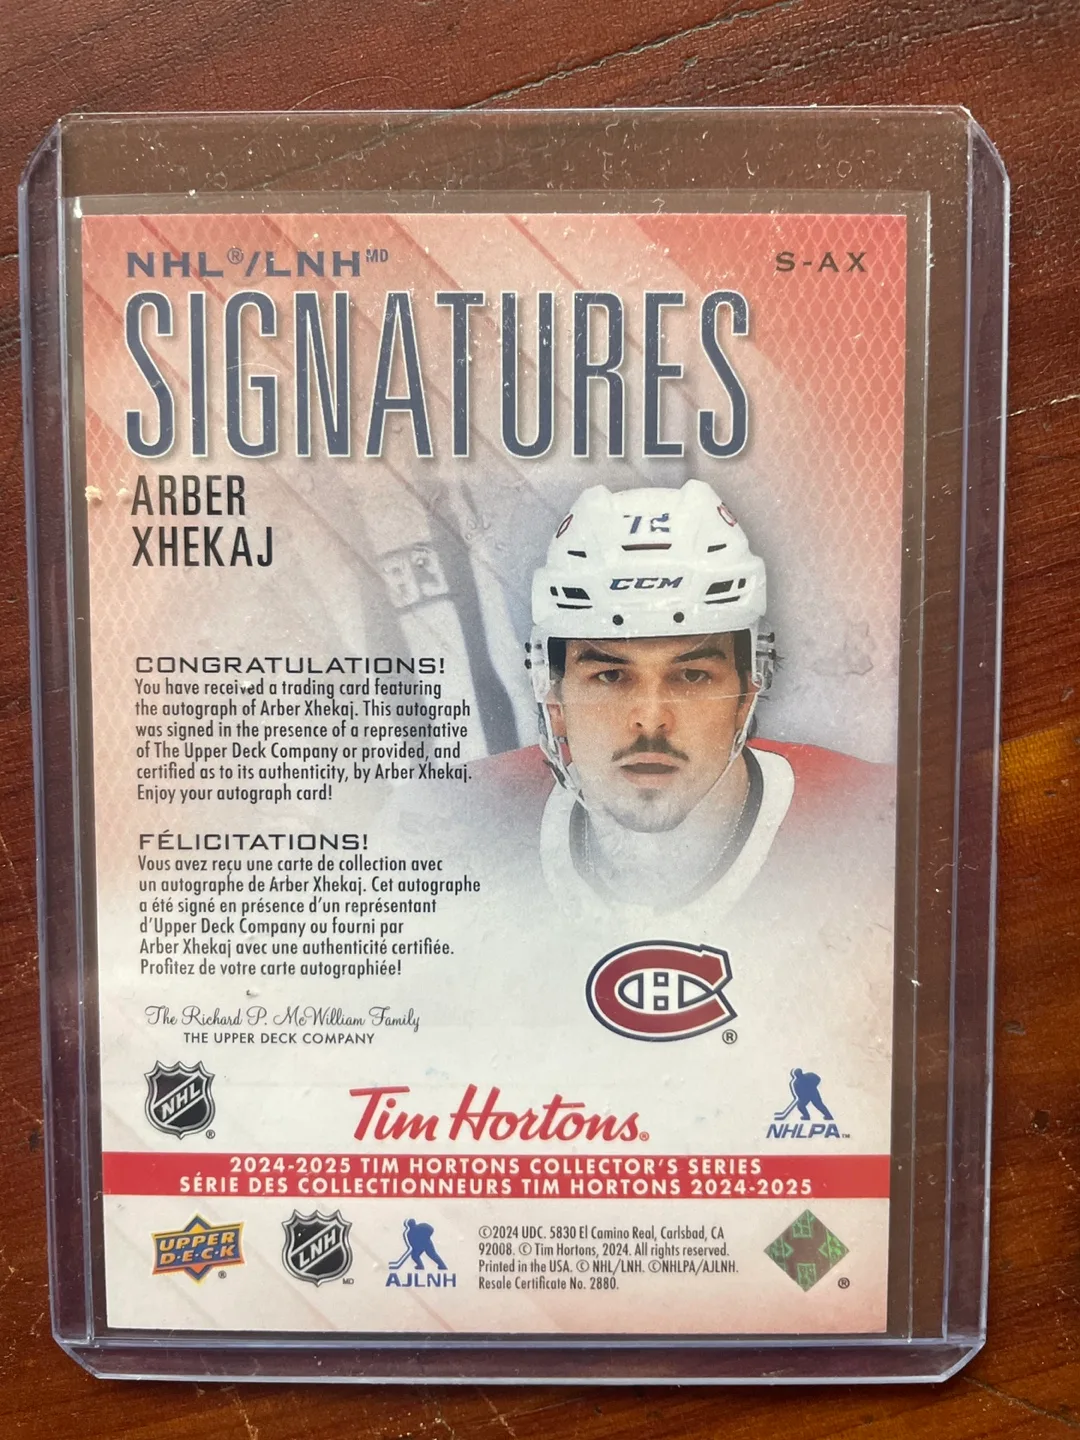 NHL®/LNH MD
S-AX
SIGNATURES
ARBER
XHEKAJ
72
CCM
CONGRATULATIONS!
You have received a trading card featuring
the autograph of Arber Xhekaj. This autograph
was signed in the presence of a representative
of The Upper Deck Company or provided, and
certified as to its authenticity, by Arber Xhekaj.
Enjoy your autograph card!
FÉLICITATIONS!
Vous avez reçu une carte de collection avec
un autographe de Arber Xhekaj. Cet autographe
a été signé en présence d'un représentant
d'Upper Deck Company ou fourni par
Arber Xhekaj avec une authenticité certifiée.
Profitez de votre carte autographiée!
The Richard P. McWilliam Family
THE UPPER DECK COMPANY
CH®
NHL®
Tim Hortons®
NHLPA™
2024-2025 TIM HORTONS COLLECTOR'S SERIES
SÉRIE DES COLLECTIONNEURS TIM HORTONS 2024-2025
UPPER
D·E·C·K®
LNH MD
AJLNH
©2024 UDC. 5830 El Camino Real, Carlsbad, CA
92008. © Tim Hortons, 2024. All rights reserved.
Printed in the USA. © NHL/LNH. ©NHLPA/AJLNH.
Resale Certificate No. 2880.
®